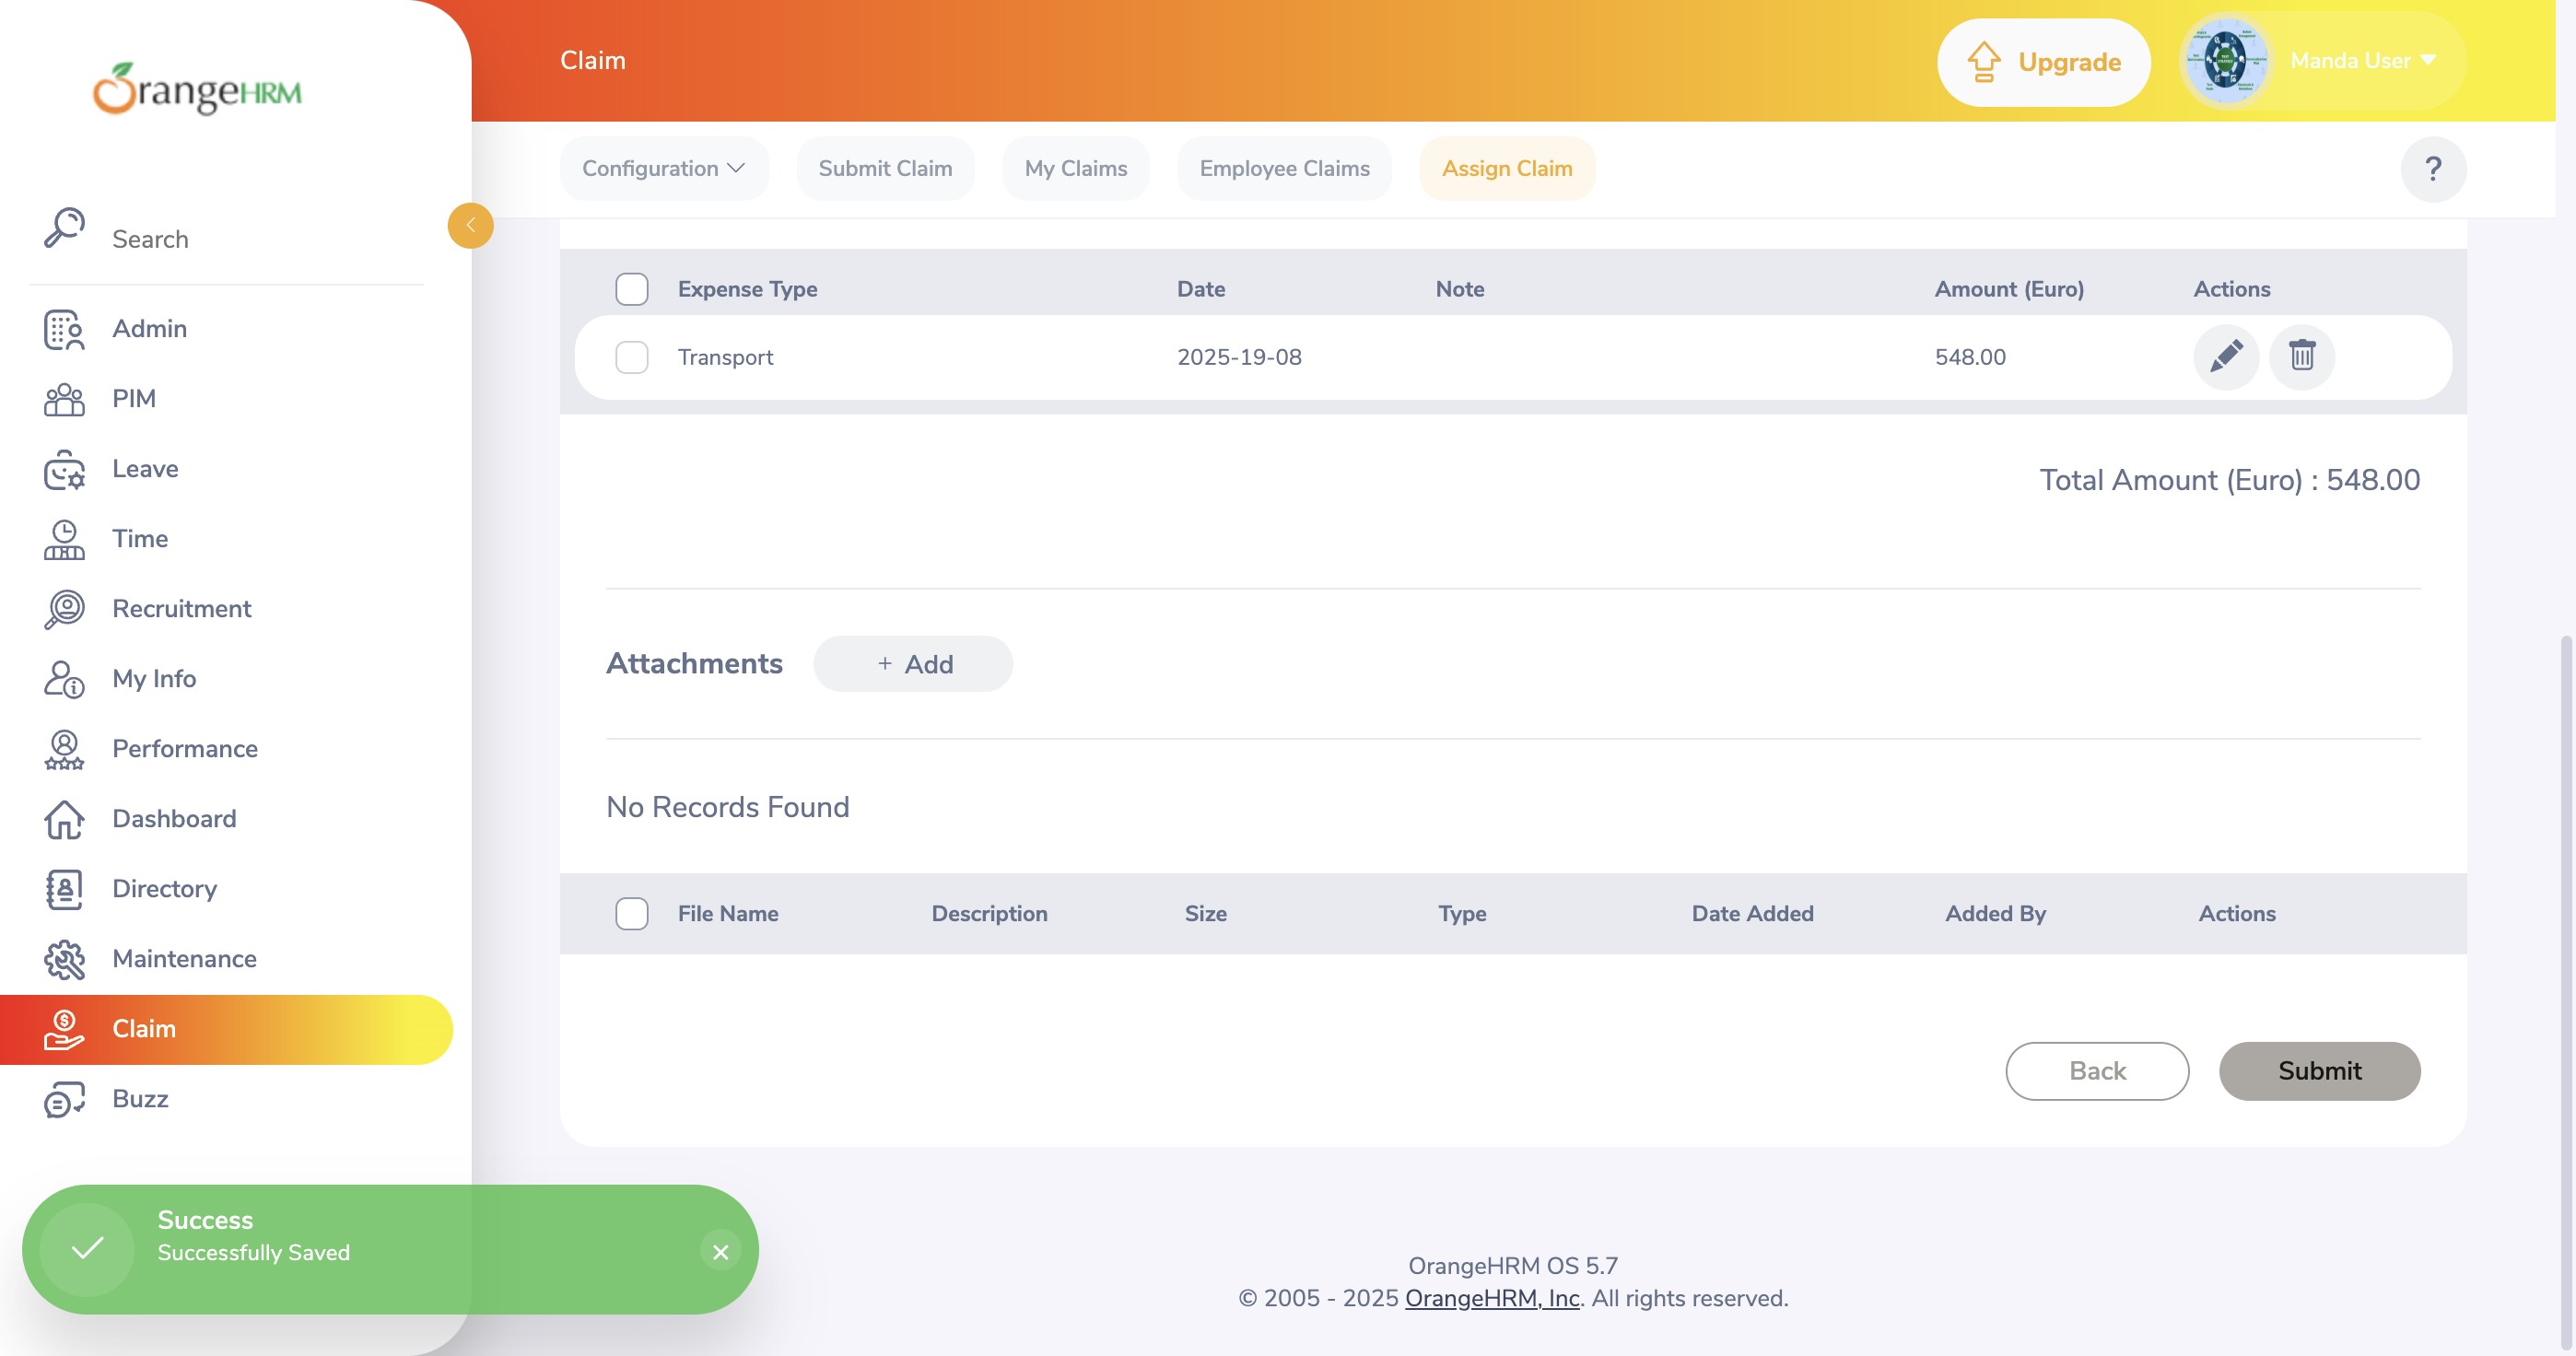 OrangeHRM
Claim
Upgrade
Manda User
Configuration
Submit Claim
My Claims
Employee Claims
Assign Claim
?
Search
Admin
PIM
Leave
Time
Recruitment
My Info
Performance
Dashboard
Directory
Maintenance
Claim
Buzz
Expense Type Date Note Amount (Euro) Actions
Transport 2025-19-08 548.00
Total Amount (Euro) : 548.00
Attachments + Add
No Records Found
File Name Description Size Type Date Added Added By Actions
Back Submit
Success
Successfully Saved
OrangeHRM OS 5.7
© 2005 - 2025 OrangeHRM, Inc. All rights reserved.